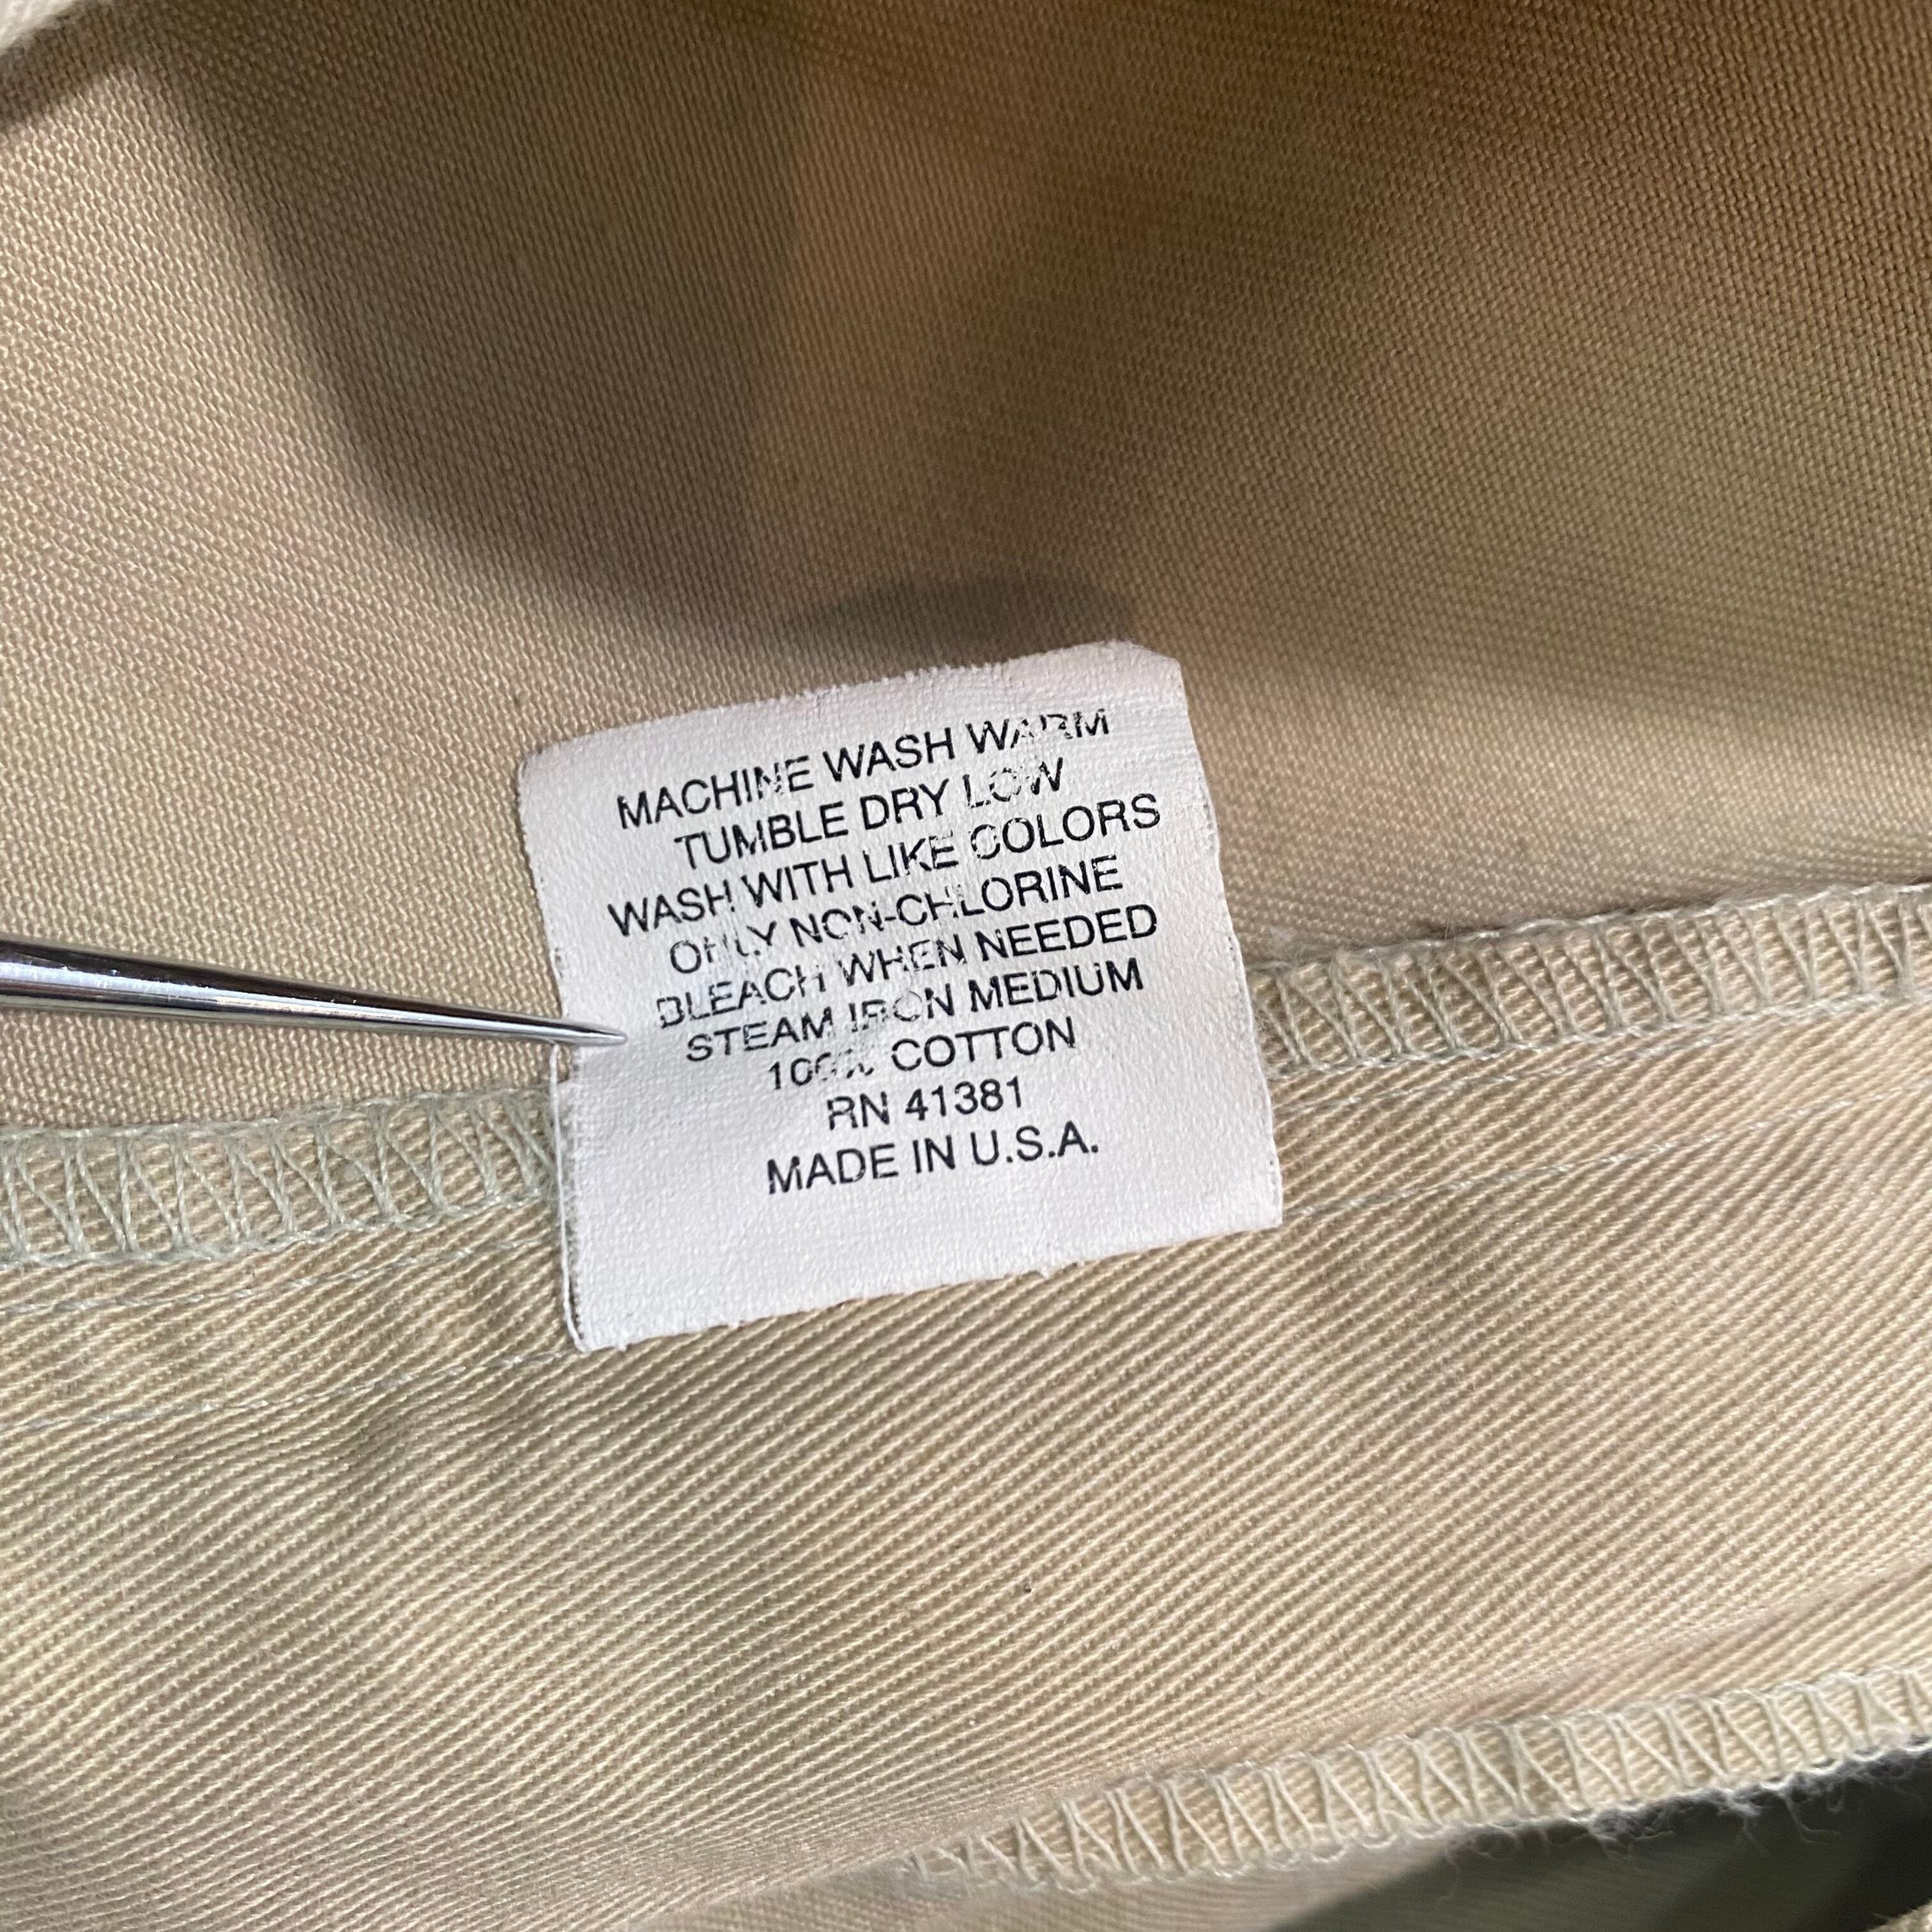 MACHINE WASH WARM
TUMBLE DRY LOW
WASH WITH LIKE COLORS
ONLY NON-CHLORINE
BLEACH WHEN NEEDED
STEAM IRON MEDIUM
100% COTTON
RN 41381
MADE IN U.S.A.